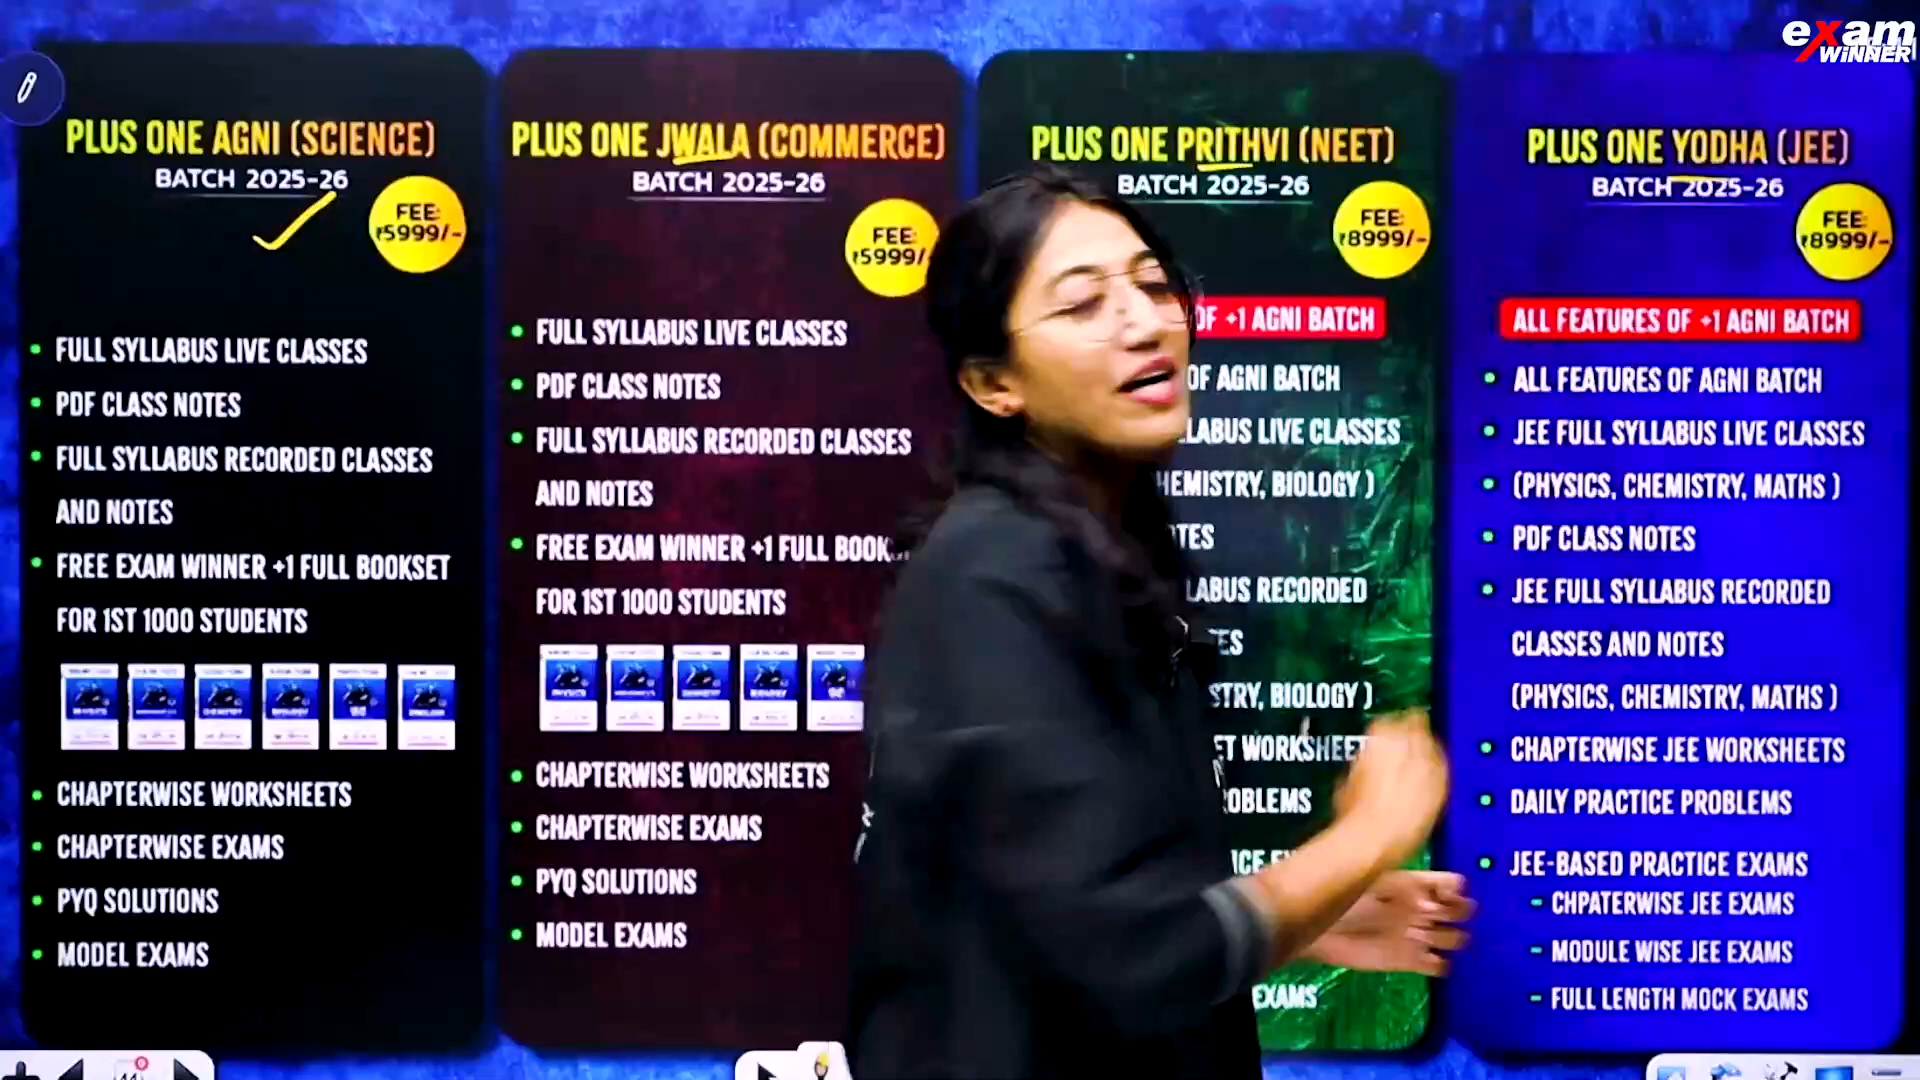 exam
WINNER
PLUS ONE AGNI (SCIENCE)
BATCH 2025-26
FEE:
₹5999/-
FULL SYLLABUS LIVE CLASSES
PDF CLASS NOTES
FULL SYLLABUS RECORDED CLASSES
AND NOTES
FREE EXAM WINNER +1 FULL BOOKSET
FOR 1ST 1000 STUDENTS
CHAPTERWISE WORKSHEETS
CHAPTERWISE EXAMS
PYQ SOLUTIONS
MODEL EXAMS
PLUS ONE JWALA (COMMERCE)
BATCH 2025-26
FEE:
₹5999/
FULL SYLLABUS LIVE CLASSES
PDF CLASS NOTES
FULL SYLLABUS RECORDED CLASSES
AND NOTES
FREE EXAM WINNER +1 FULL BOOK
FOR 1ST 1000 STUDENTS
CHAPTERWISE WORKSHEETS
CHAPTERWISE EXAMS
PYQ SOLUTIONS
MODEL EXAMS
PLUS ONE PRITHVI (NEET)
BATCH 2025-26
FEE:
₹8999/-
OF +1 AGNI BATCH
OF AGNI BATCH
LIVE CLASSES
BIOLOGY )
RECORDED
BIOLOGY )
WORKSHEET
EXAMS
PLUS ONE YODHA (JEE)
BATCH 2025-26
FEE:
₹8999/-
ALL FEATURES OF +1 AGNI BATCH
ALL FEATURES OF AGNI BATCH
JEE FULL SYLLABUS LIVE CLASSES
(PHYSICS, CHEMISTRY, MATHS )
PDF CLASS NOTES
JEE FULL SYLLABUS RECORDED
CLASSES AND NOTES
(PHYSICS, CHEMISTRY, MATHS )
CHAPTERWISE JEE WORKSHEETS
DAILY PRACTICE PROBLEMS
JEE-BASED PRACTICE EXAMS
- CHPATERWISE JEE EXAMS
- MODULE WISE JEE EXAMS
- FULL LENGTH MOCK EXAMS